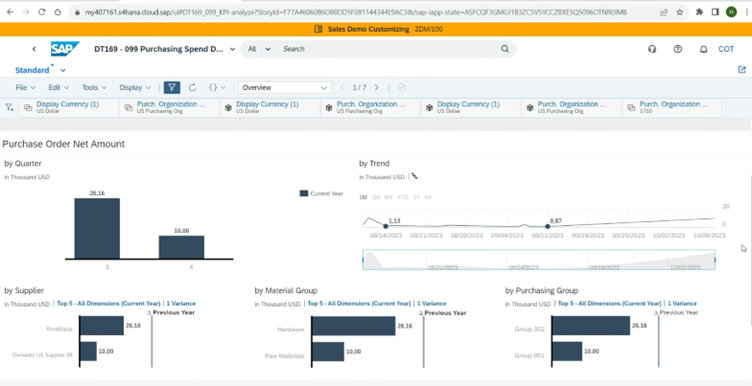 my407161.s4hana.cloud.sap/ui#DT169_099_KPI-analyze?StoryId=F77A4606086D88DD5F081144344E9AC3&/sap-iapp-state=ASFCQF3GMGJ1B3ZC5V5YCCZBXE5Q5096OTNR0IMB
H
Sales Demo Customizing ZDM/100
SAP DT169 - 099 Purchasing Spend D... All Search COT
Standard *
File Edit Tools Display {} Overview 1 / 7
Display Currency (1) Purch. Organization ... Display Currency (1) Purch. Organization ... Display Currency (1) Purch. Organization ... Purch. Organization ...
US Dollar US Purchasing Org US Dollar US Purchasing Org US Dollar US Purchasing Org 1710
Purchase Order Net Amount
by Quarter
in Thousand USD
26,16
10,00
3 4
Current Year
by Trend
in Thousand USD
1M 3M 6M YTD 1Y All
20
0
1,13 0,87
08/14/2023 08/21/2023 08/28/2023 09/04/2023 09/11/2023 09/18/2023 09/25/2023 10/02/2023 10/09/2023
08/21/2023 09/04/2023 09/18/2023 10/02/2023
by Supplier
in Thousand USD Top 5 - All Dimensions (Current Year) 1 Variance
Δ Previous Year
RockEquip 26,16
Domestic US Supplier 98 10,00
by Material Group
in Thousand USD Top 5 - All Dimensions (Current Year) 1 Variance
Δ Previous Year
Hardware 26,16
Raw Materials 10,00
by Purchasing Group
in Thousand USD Top 5 - All Dimensions (Current Year) 1 Variance
Δ Previous Year
Group 002 26,16
Group 001 10,00